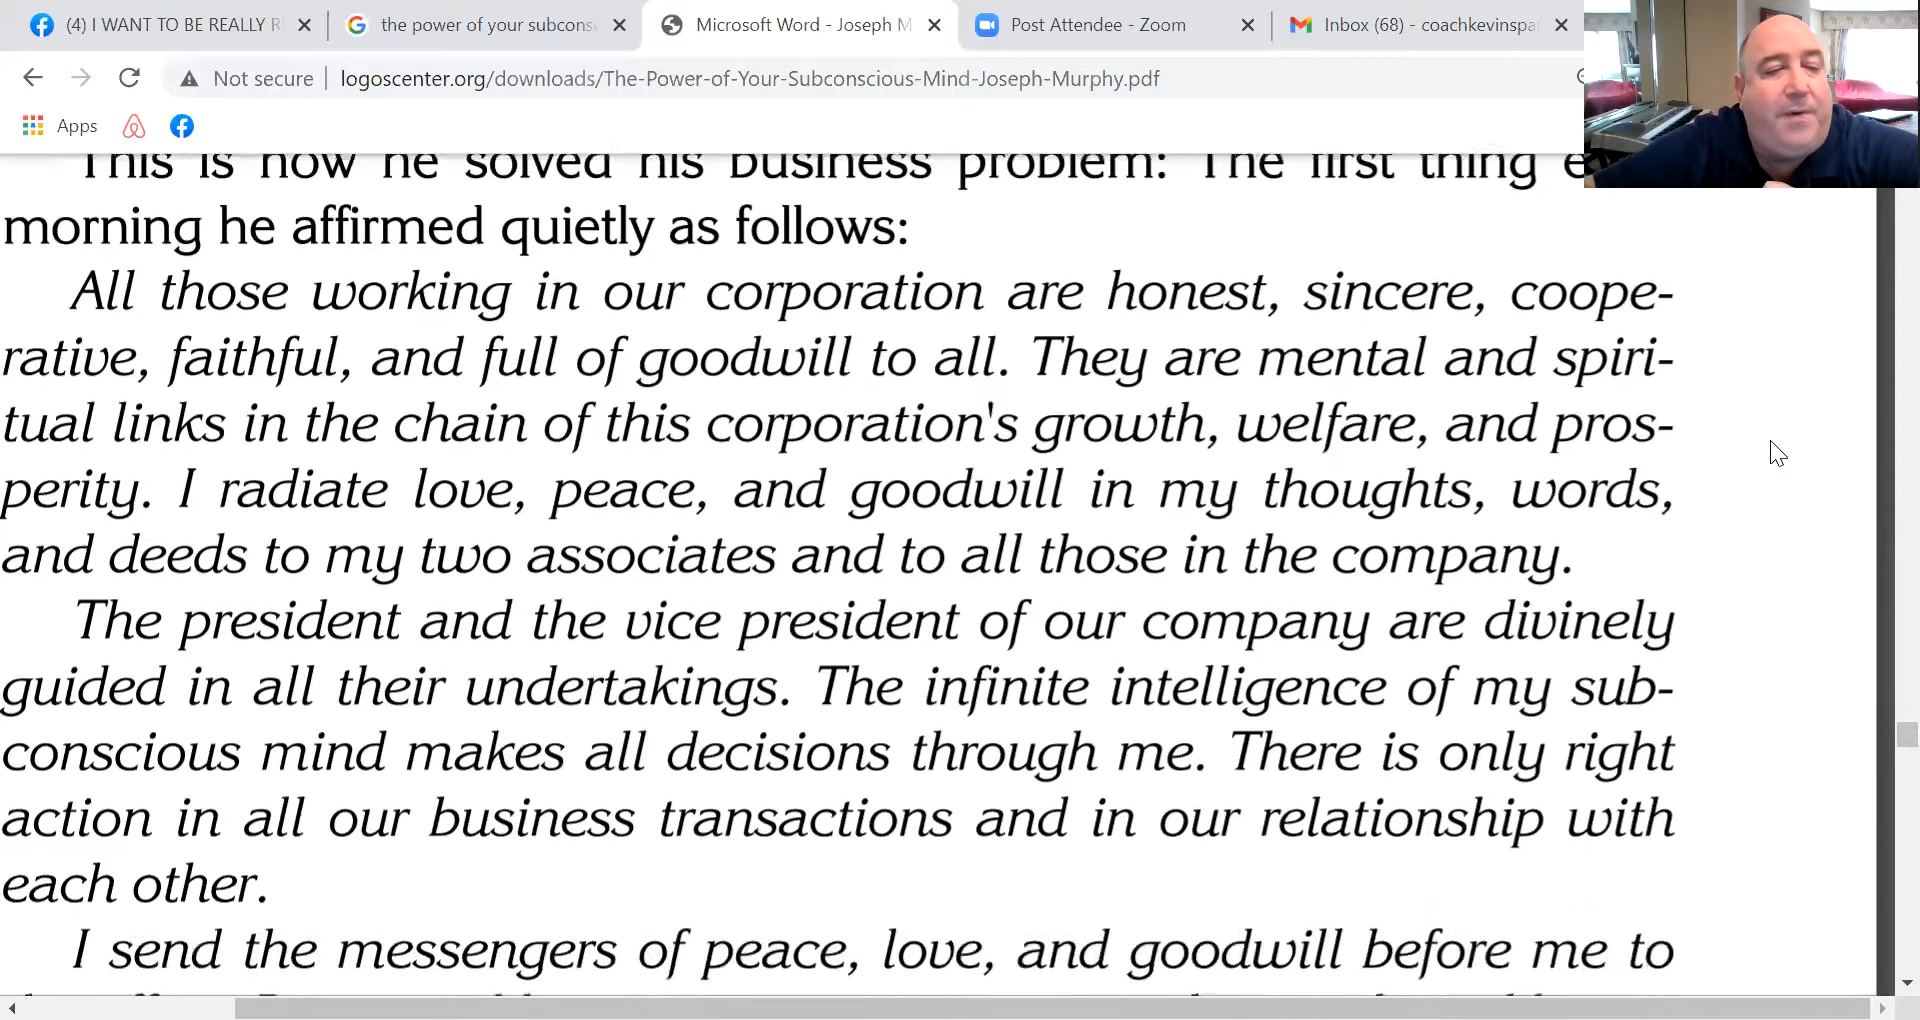 (4) I WANT TO BE REALLY R
the power of your subcons
Microsoft Word - Joseph M
Post Attendee - Zoom
Inbox (68) - coachkevinspar
Not secure
logoscenter.org/downloads/The-Power-of-Your-Subconscious-Mind-Joseph-Murphy.pdf
Apps
This is how he solved his business problem: The first thing
morning he affirmed quietly as follows:
All those working in our corporation are honest, sincere, coope-
rative, faithful, and full of goodwill to all. They are mental and spiri-
tual links in the chain of this corporation's growth, welfare, and pros-
perity. I radiate love, peace, and goodwill in my thoughts, words,
and deeds to my two associates and to all those in the company.
The president and the vice president of our company are divinely
guided in all their undertakings. The infinite intelligence of my sub-
conscious mind makes all decisions through me. There is only right
action in all our business transactions and in our relationship with
each other.
I send the messengers of peace, love, and goodwill before me to